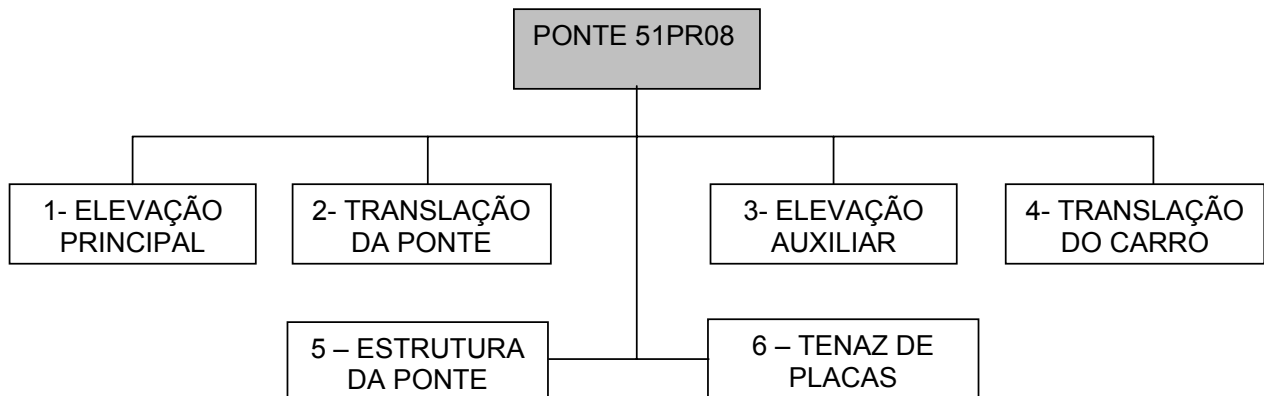 PONTE 51PR08
1- ELEVAÇÃO
PRINCIPAL
2- TRANSLAÇÃO
DA PONTE
3- ELEVAÇÃO
AUXILIAR
4- TRANSLAÇÃO
DO CARRO
5 – ESTRUTURA
DA PONTE
6 – TENAZ DE
PLACAS